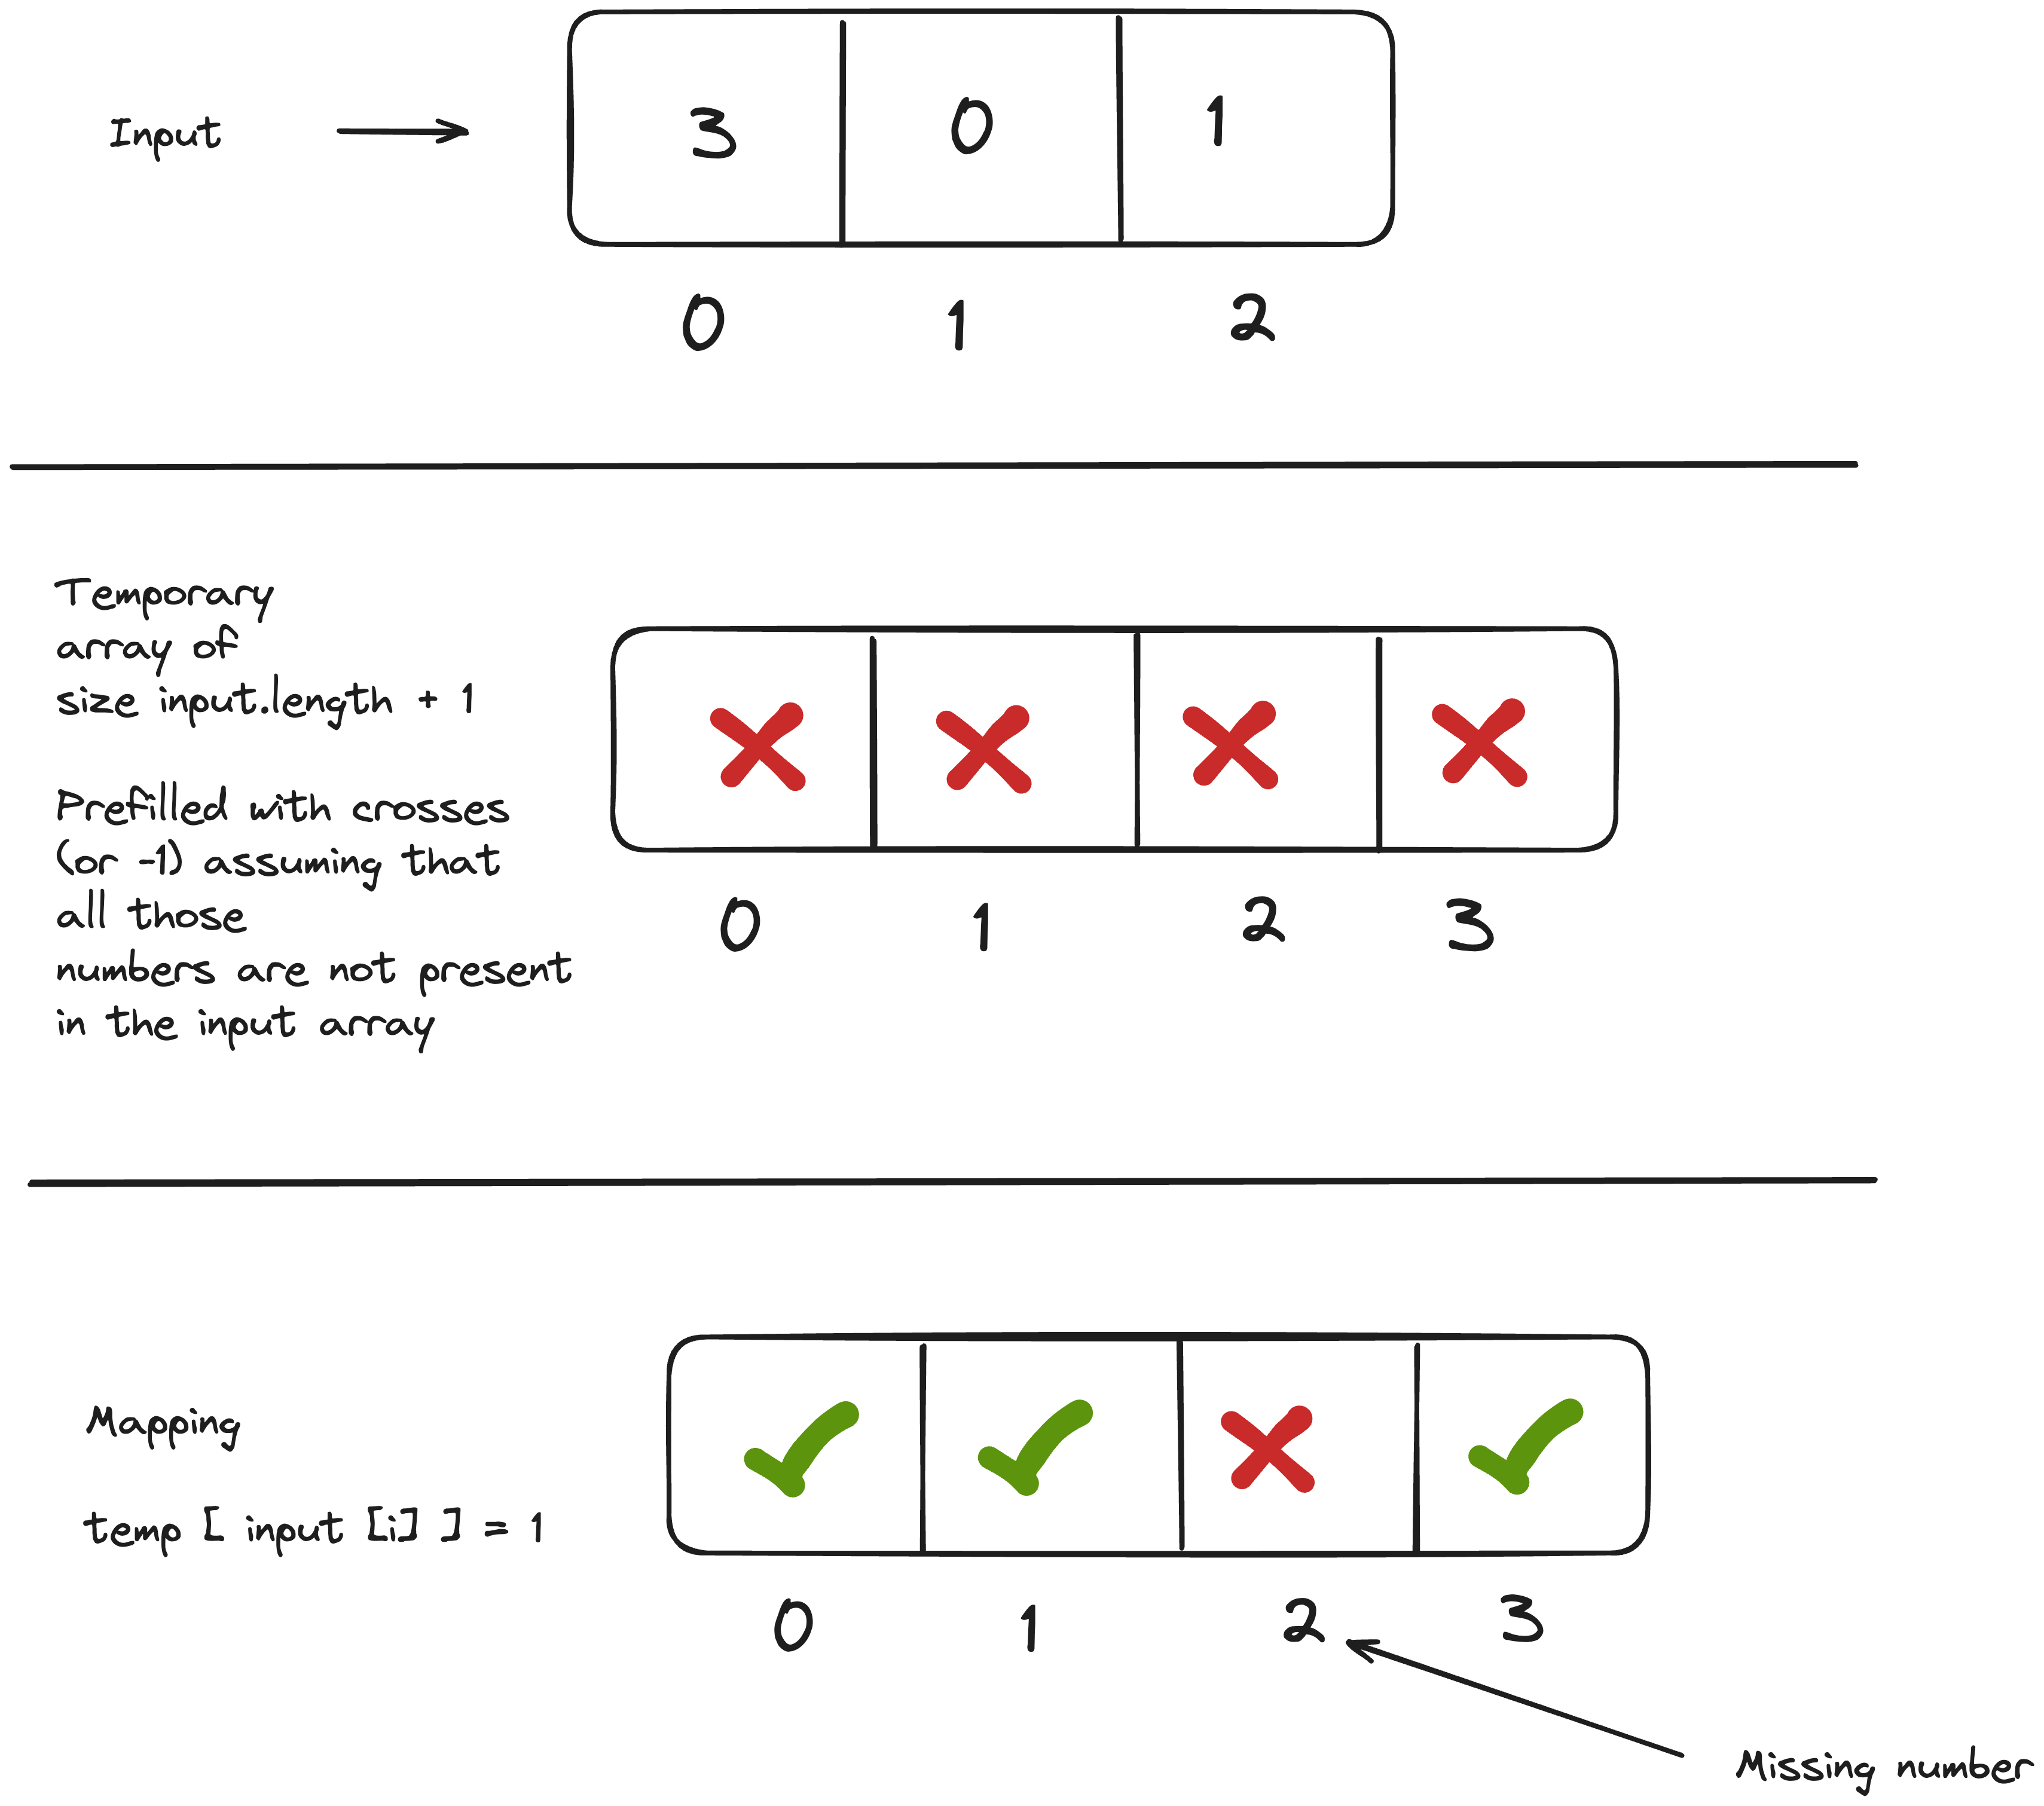 3 0 1
Input
0 1 2
Temporary
array of
size input.length + 1
Prefilled with crosses
(or -1) assuming that
all those
numbers are not present
in the input array
0 1 2 3
Mapping
temp [ input [i] ] = 1
0 1 2 3
Missing number